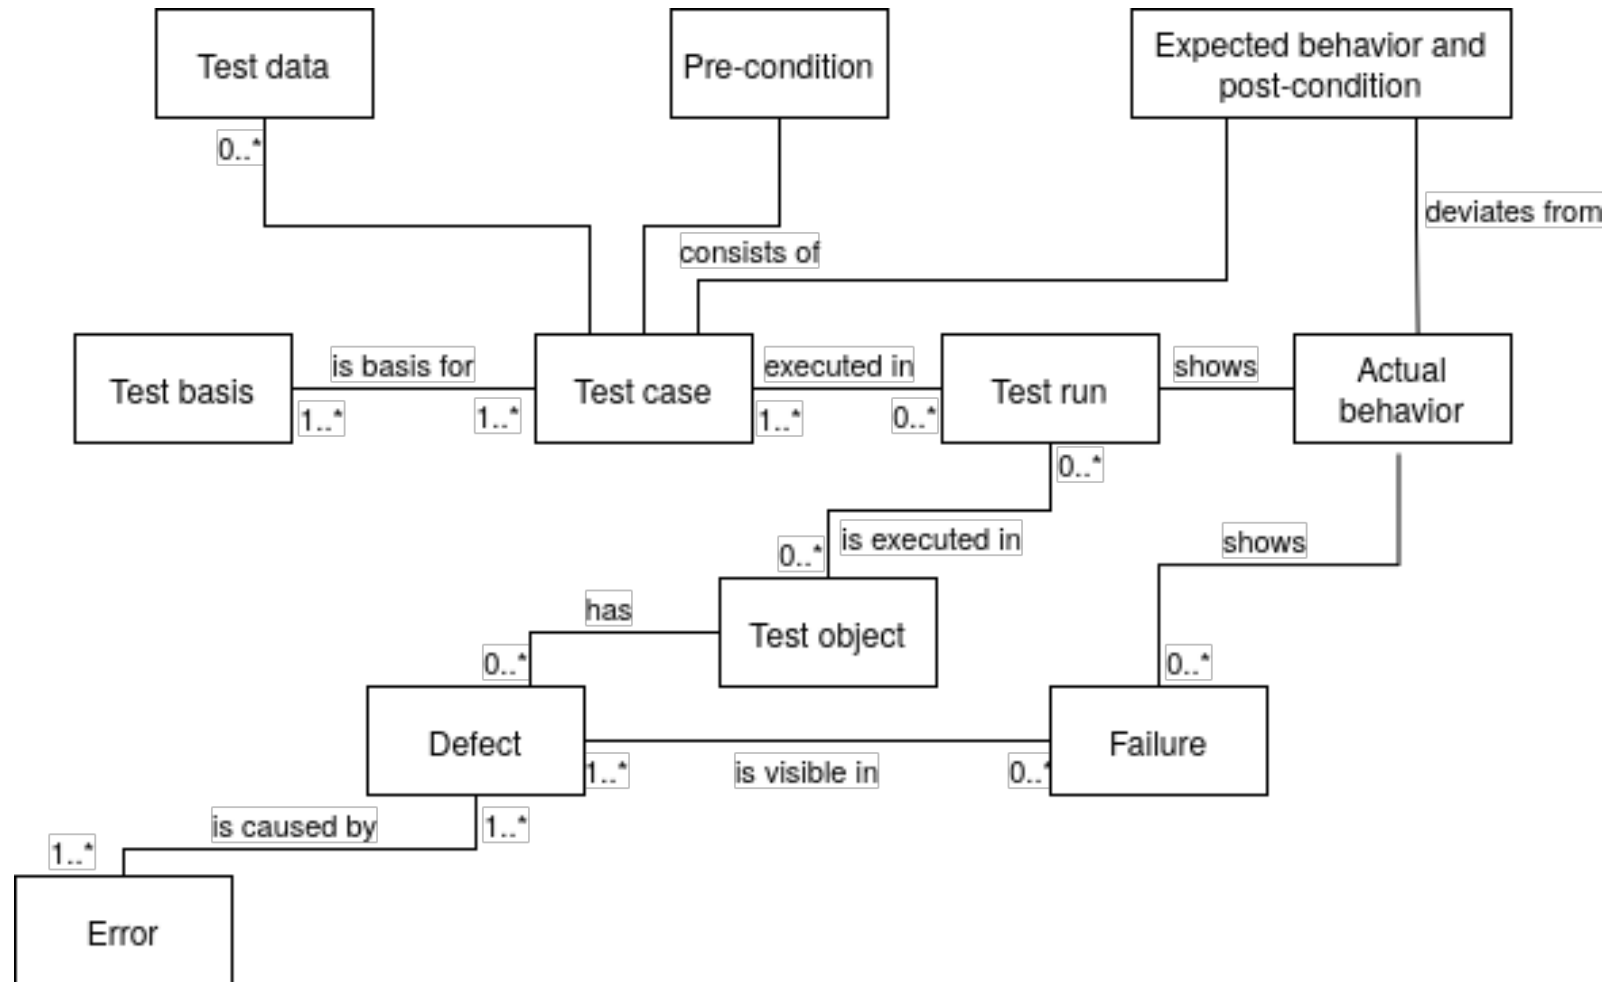 Test data
Pre-condition
Expected behavior and
post-condition
0..*
deviates from
consists of
Test basis
is basis for
1..*
1..*
Test case
executed in
1..*
0..*
Test run
shows
Actual
behavior
0..*
is executed in
0..*
shows
has
Test object
0..*
0..*
Defect
1..*
is visible in
0..*
Failure
is caused by
1..*
1..*
Error